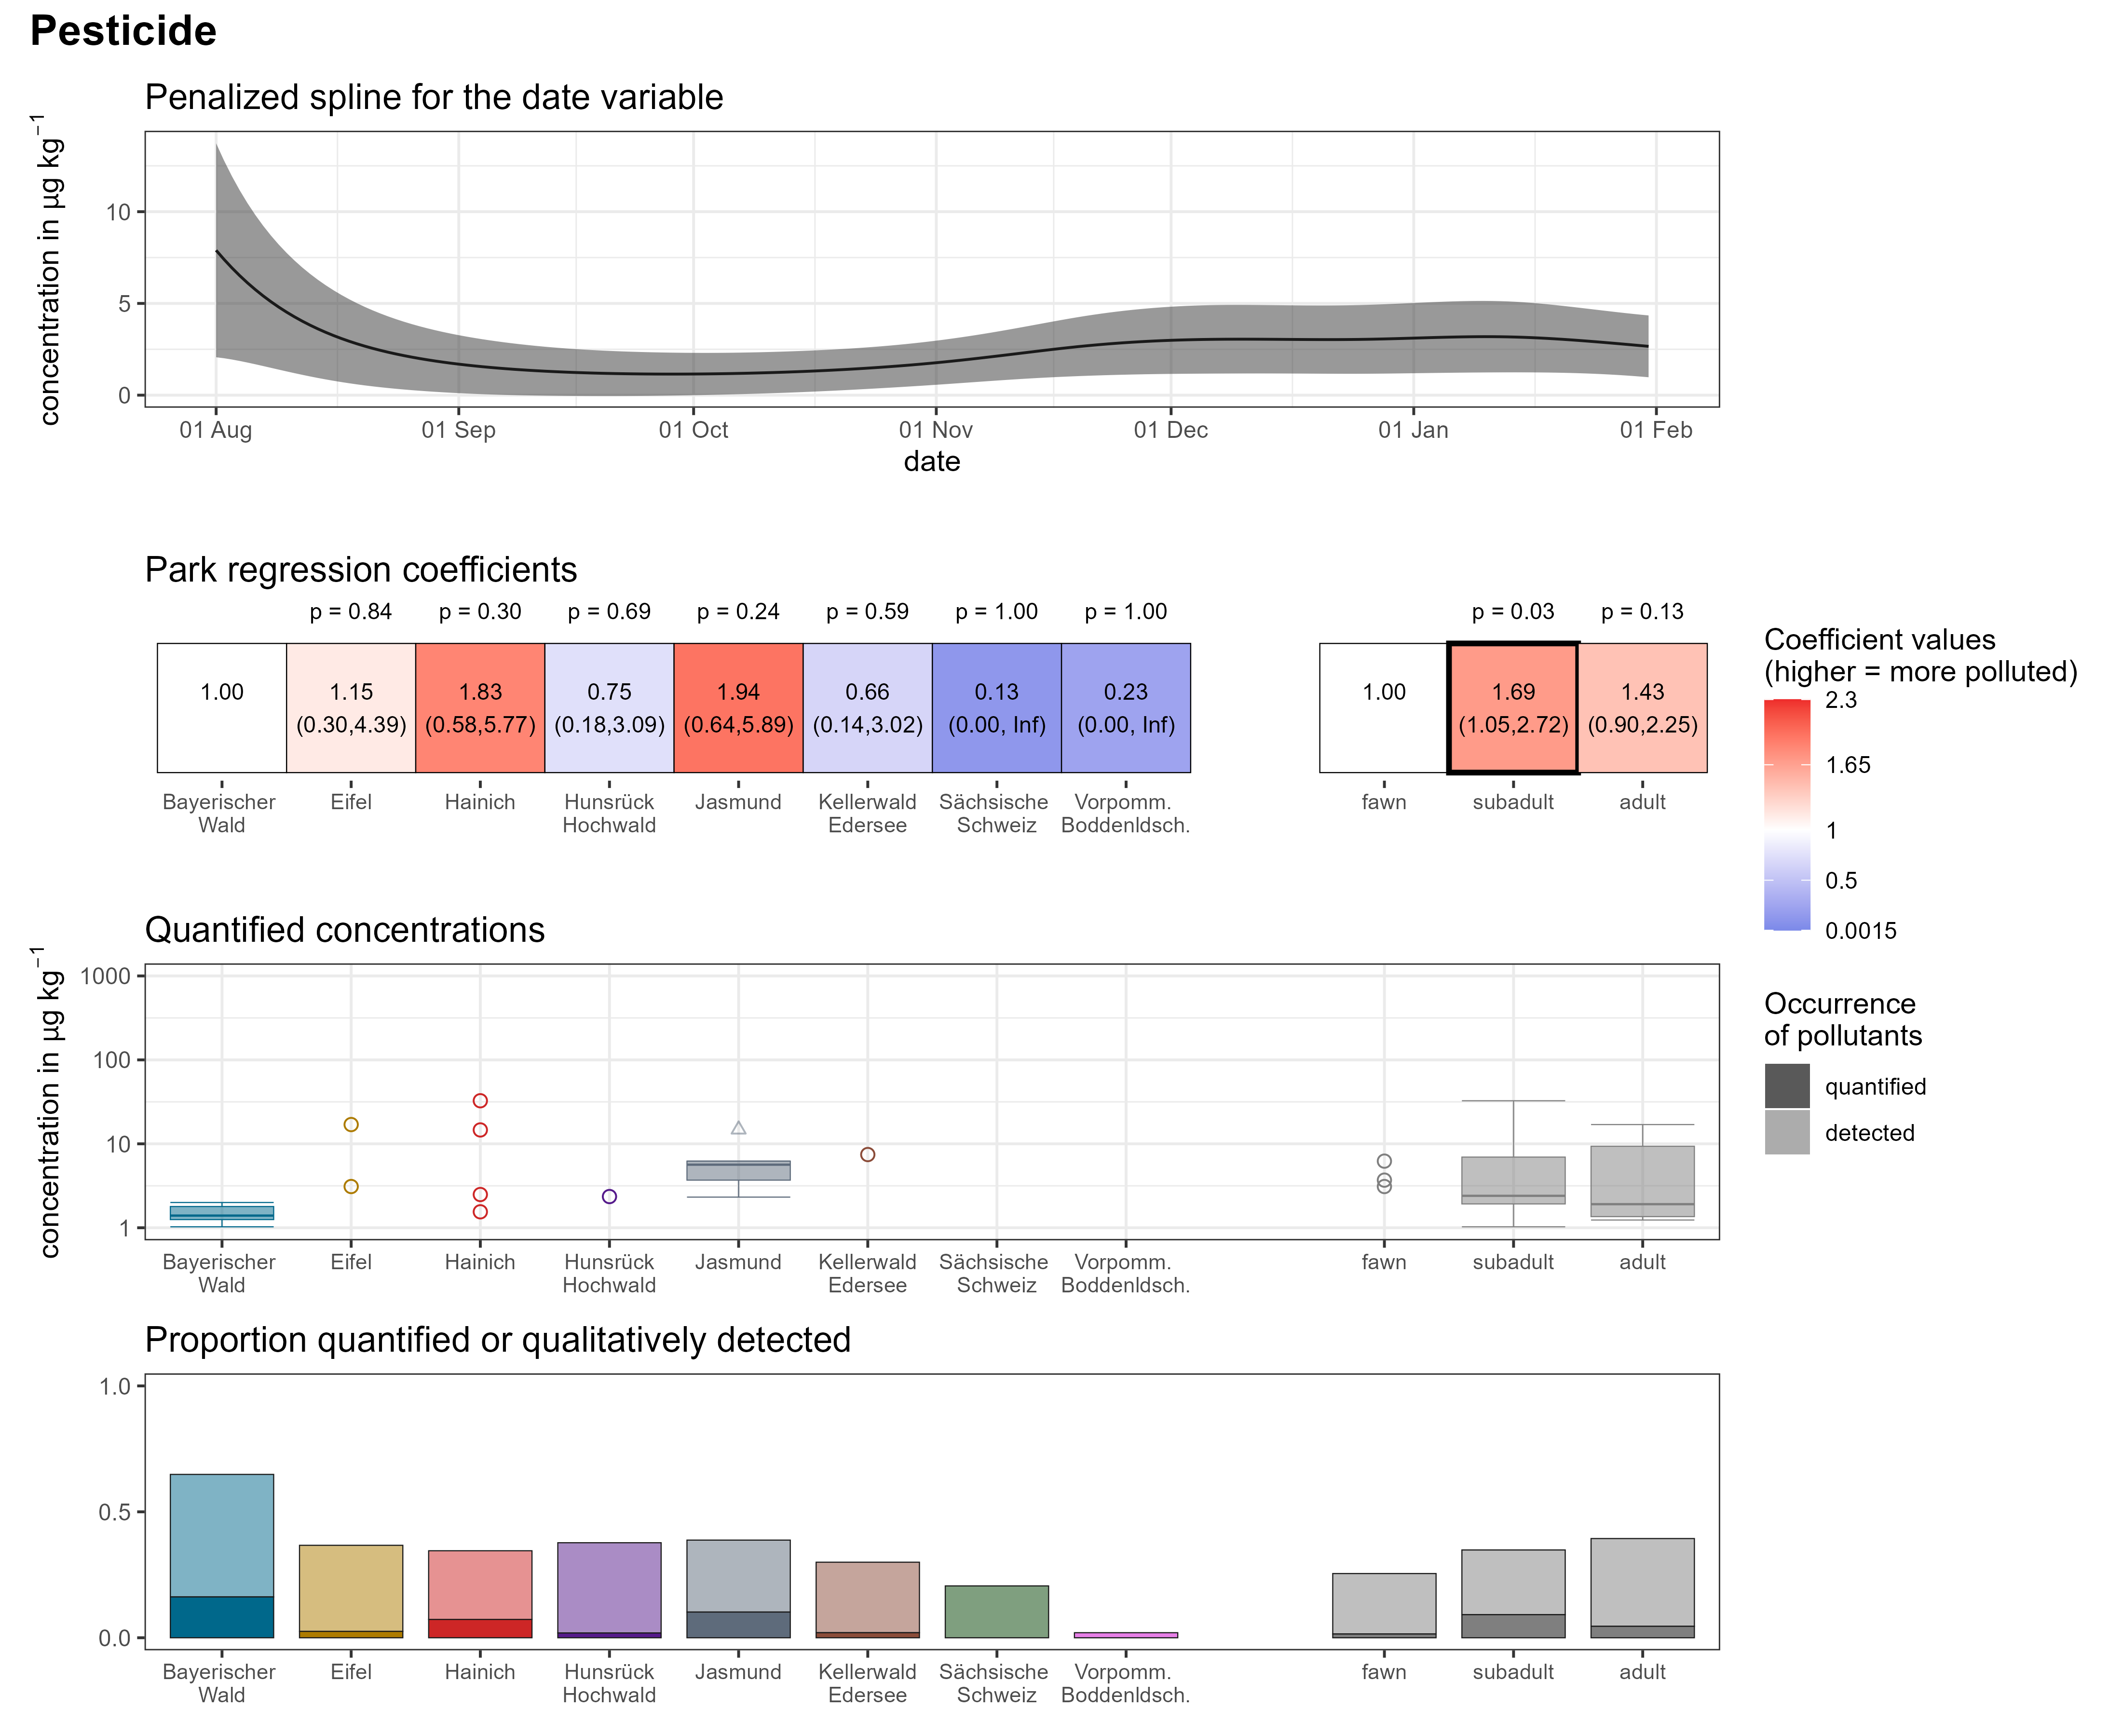 Pesticide
Penalized spline for the date variable
concentration in µg kg⁻¹
10
5
0
01 Aug 01 Sep 01 Oct 01 Nov 01 Dec 01 Jan 01 Feb
date
Park regression coefficients
p = 0.84 p = 0.30 p = 0.69 p = 0.24 p = 0.59 p = 1.00 p = 1.00 p = 0.03 p = 0.13
1.00 1.15 1.83 0.75 1.94 0.66 0.13 0.23 1.00 1.69 1.43
(0.30,4.39) (0.58,5.77) (0.18,3.09) (0.64,5.89) (0.14,3.02) (0.00, Inf) (0.00, Inf) (1.05,2.72) (0.90,2.25)
Bayerischer Eifel Hainich Hunsrück Jasmund Kellerwald Sächsische Vorpomm. fawn subadult adult
Wald Hochwald Edersee Schweiz Boddenldsch.
Coefficient values
(higher = more polluted)
2.3
1.65
1
0.5
0.0015
Quantified concentrations
concentration in µg kg⁻¹
1000
100
10
1
Bayerischer Eifel Hainich Hunsrück Jasmund Kellerwald Sächsische Vorpomm. fawn subadult adult
Wald Hochwald Edersee Schweiz Boddenldsch.
Occurrence
of pollutants
quantified
detected
Proportion quantified or qualitatively detected
1.0
0.5
0.0
Bayerischer Eifel Hainich Hunsrück Jasmund Kellerwald Sächsische Vorpomm. fawn subadult adult
Wald Hochwald Edersee Schweiz Boddenldsch.